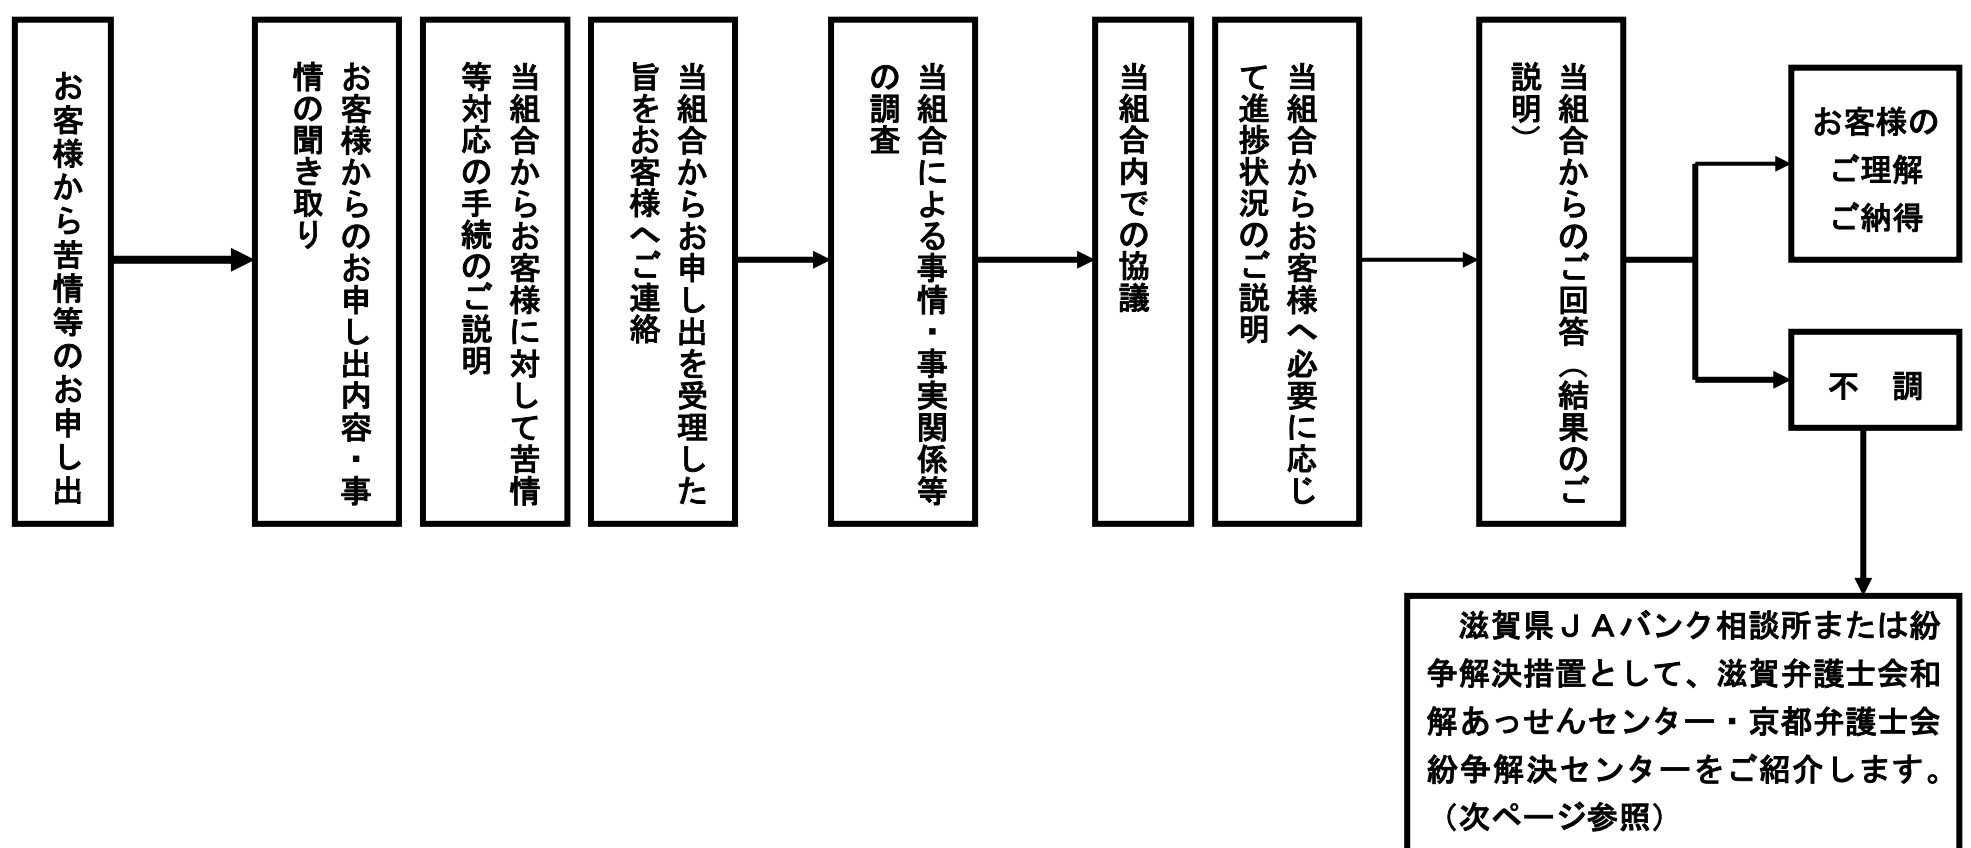 お客様から苦情等のお申し出
お客様からのお申し出内容・事
情の聞き取り
当組合からお客様に対して苦情
等対応の手続のご説明
当組合からお申し出を受理した
旨をお客様へご連絡
当組合による事情・事実関係等
の調査
当組合内での協議
当組合からお客様へ必要に応じ
て進捗状況のご説明
当組合からのご回答（結果のご
説明）
お客様の
ご理解
ご納得
不　調
滋賀県ＪＡバンク相談所または紛
争解決措置として、滋賀弁護士会和
解あっせんセンター・京都弁護士会
紛争解決センターをご紹介します。
（次ページ参照）